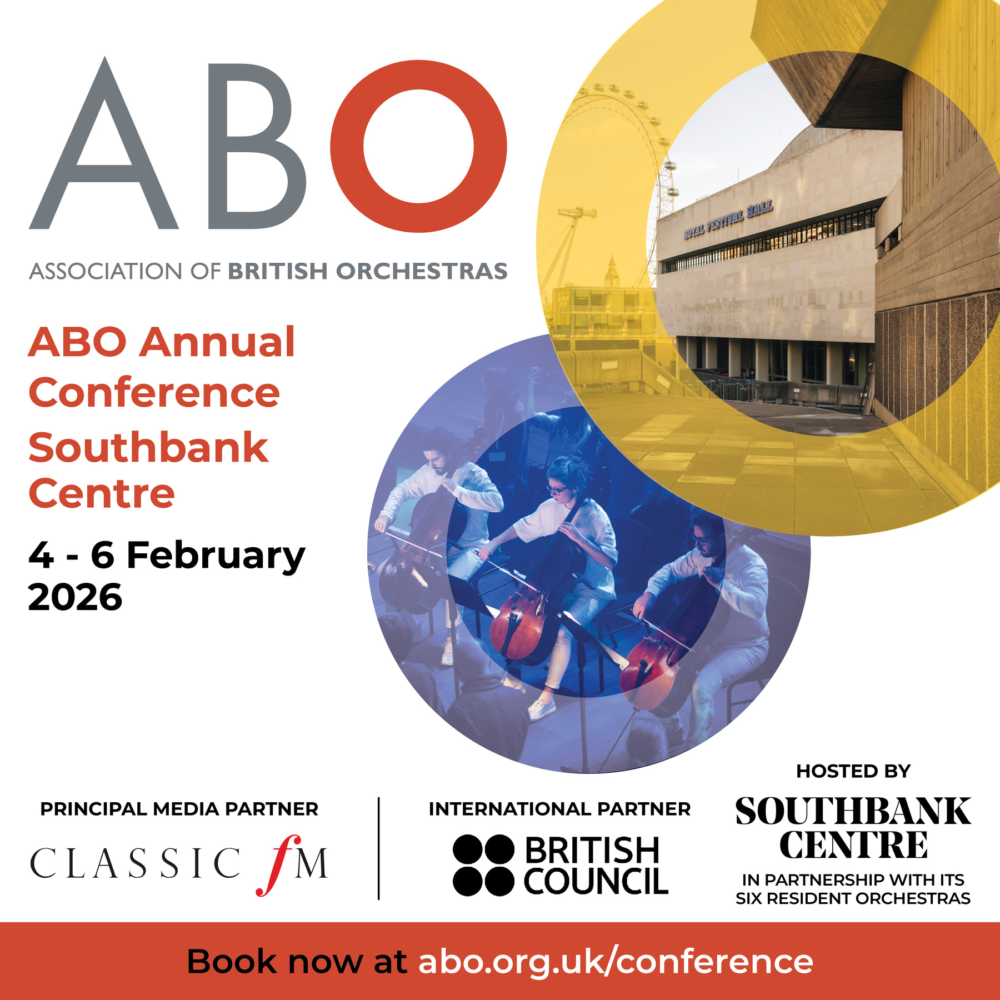 ABO
ASSOCIATION OF BRITISH ORCHESTRAS
ABO Annual
Conference
Southbank
Centre
4 - 6 February
2026
ROYAL FESTIVAL HALL
PRINCIPAL MEDIA PARTNER
CLASSIC fM
INTERNATIONAL PARTNER
BRITISH
COUNCIL
HOSTED BY
SOUTHBANK
CENTRE
IN PARTNERSHIP WITH ITS
SIX RESIDENT ORCHESTRAS
Book now at abo.org.uk/conference